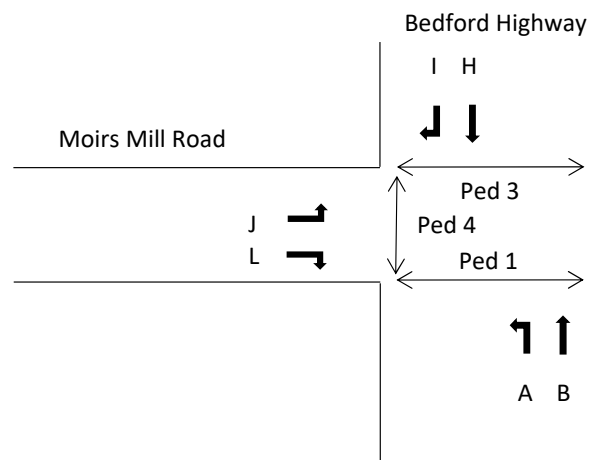 Bedford Highway
I H
Moirs Mill Road
Ped 3
J
Ped 4
L
Ped 1
A B